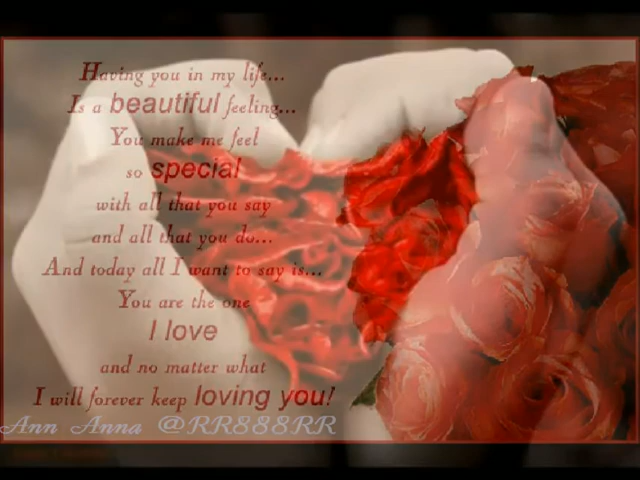 Having you in my life...
Is a beautiful feeling...
You make me feel
so special
with all that you say
and all that you do...
And today all I want to say is...
You are the one
I love
and no matter what
I will forever keep loving you!
Ann Anna @RR888RR